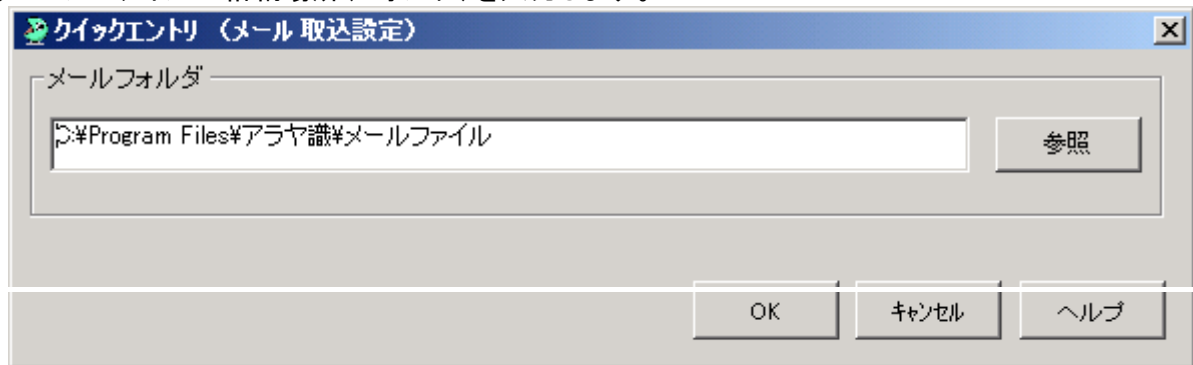 クイックエントリ （メール 取込設定）
メールフォルダ
C:¥Program Files¥アラヤ識¥メールファイル
参照
OK
キャンセル
ヘルプ